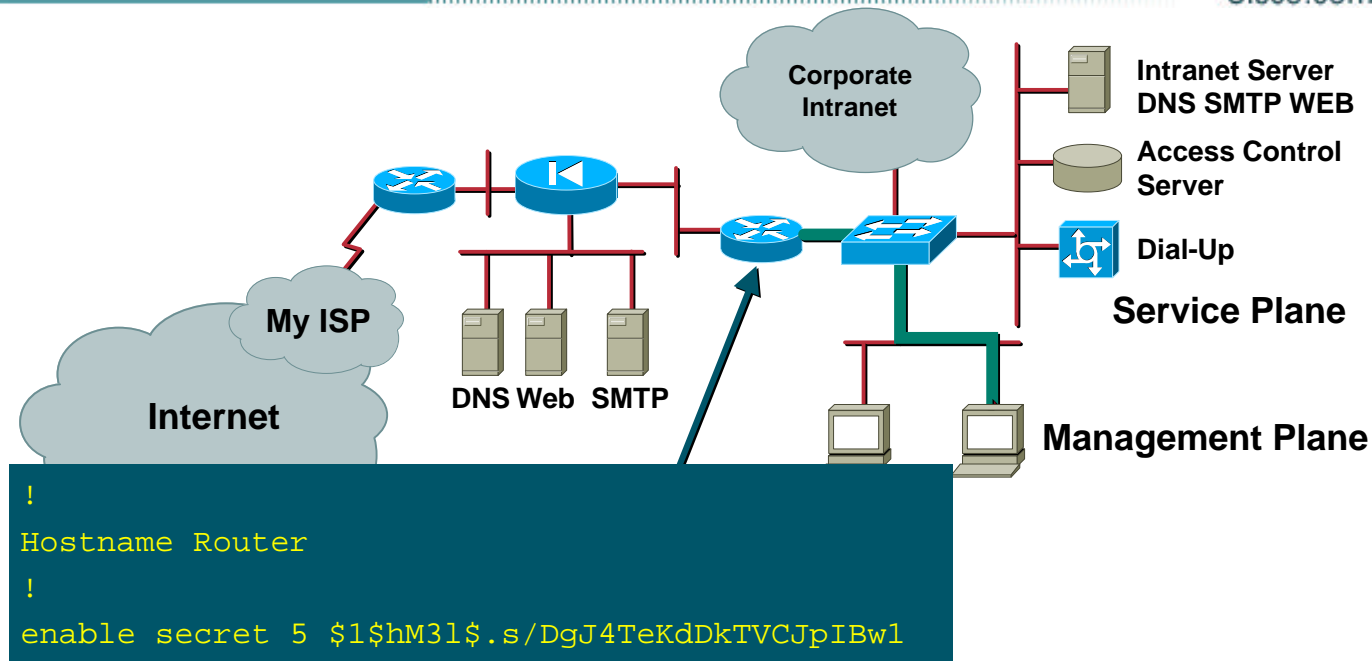 Corporate
Intranet
Intranet Server
DNS SMTP WEB
Access Control
Server
Dial-Up
Service Plane
My ISP
DNS Web SMTP
Internet
Management Plane
!
Hostname Router
!
enable secret 5 $1$hM3l$.s/DgJ4TeKdDkTVCJpIBw1